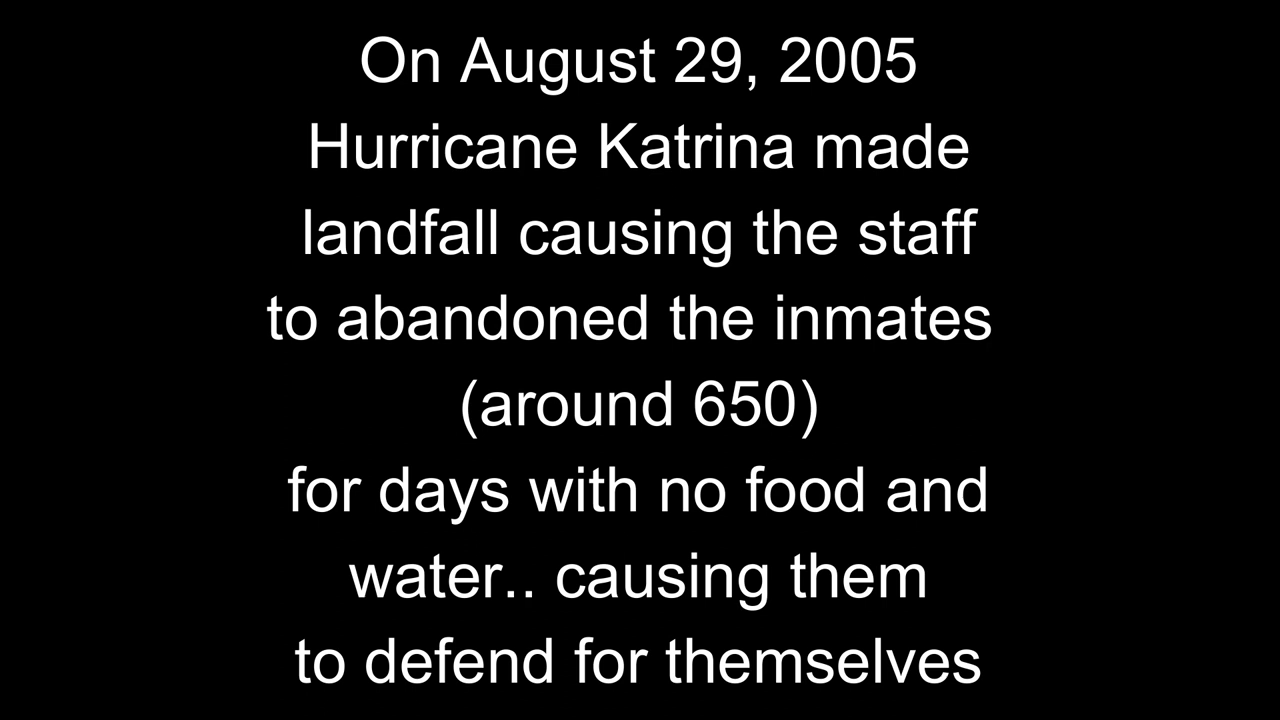 On August 29, 2005
Hurricane Katrina made
landfall causing the staff
to abandoned the inmates
(around 650)
for days with no food and
water.. causing them
to defend for themselves